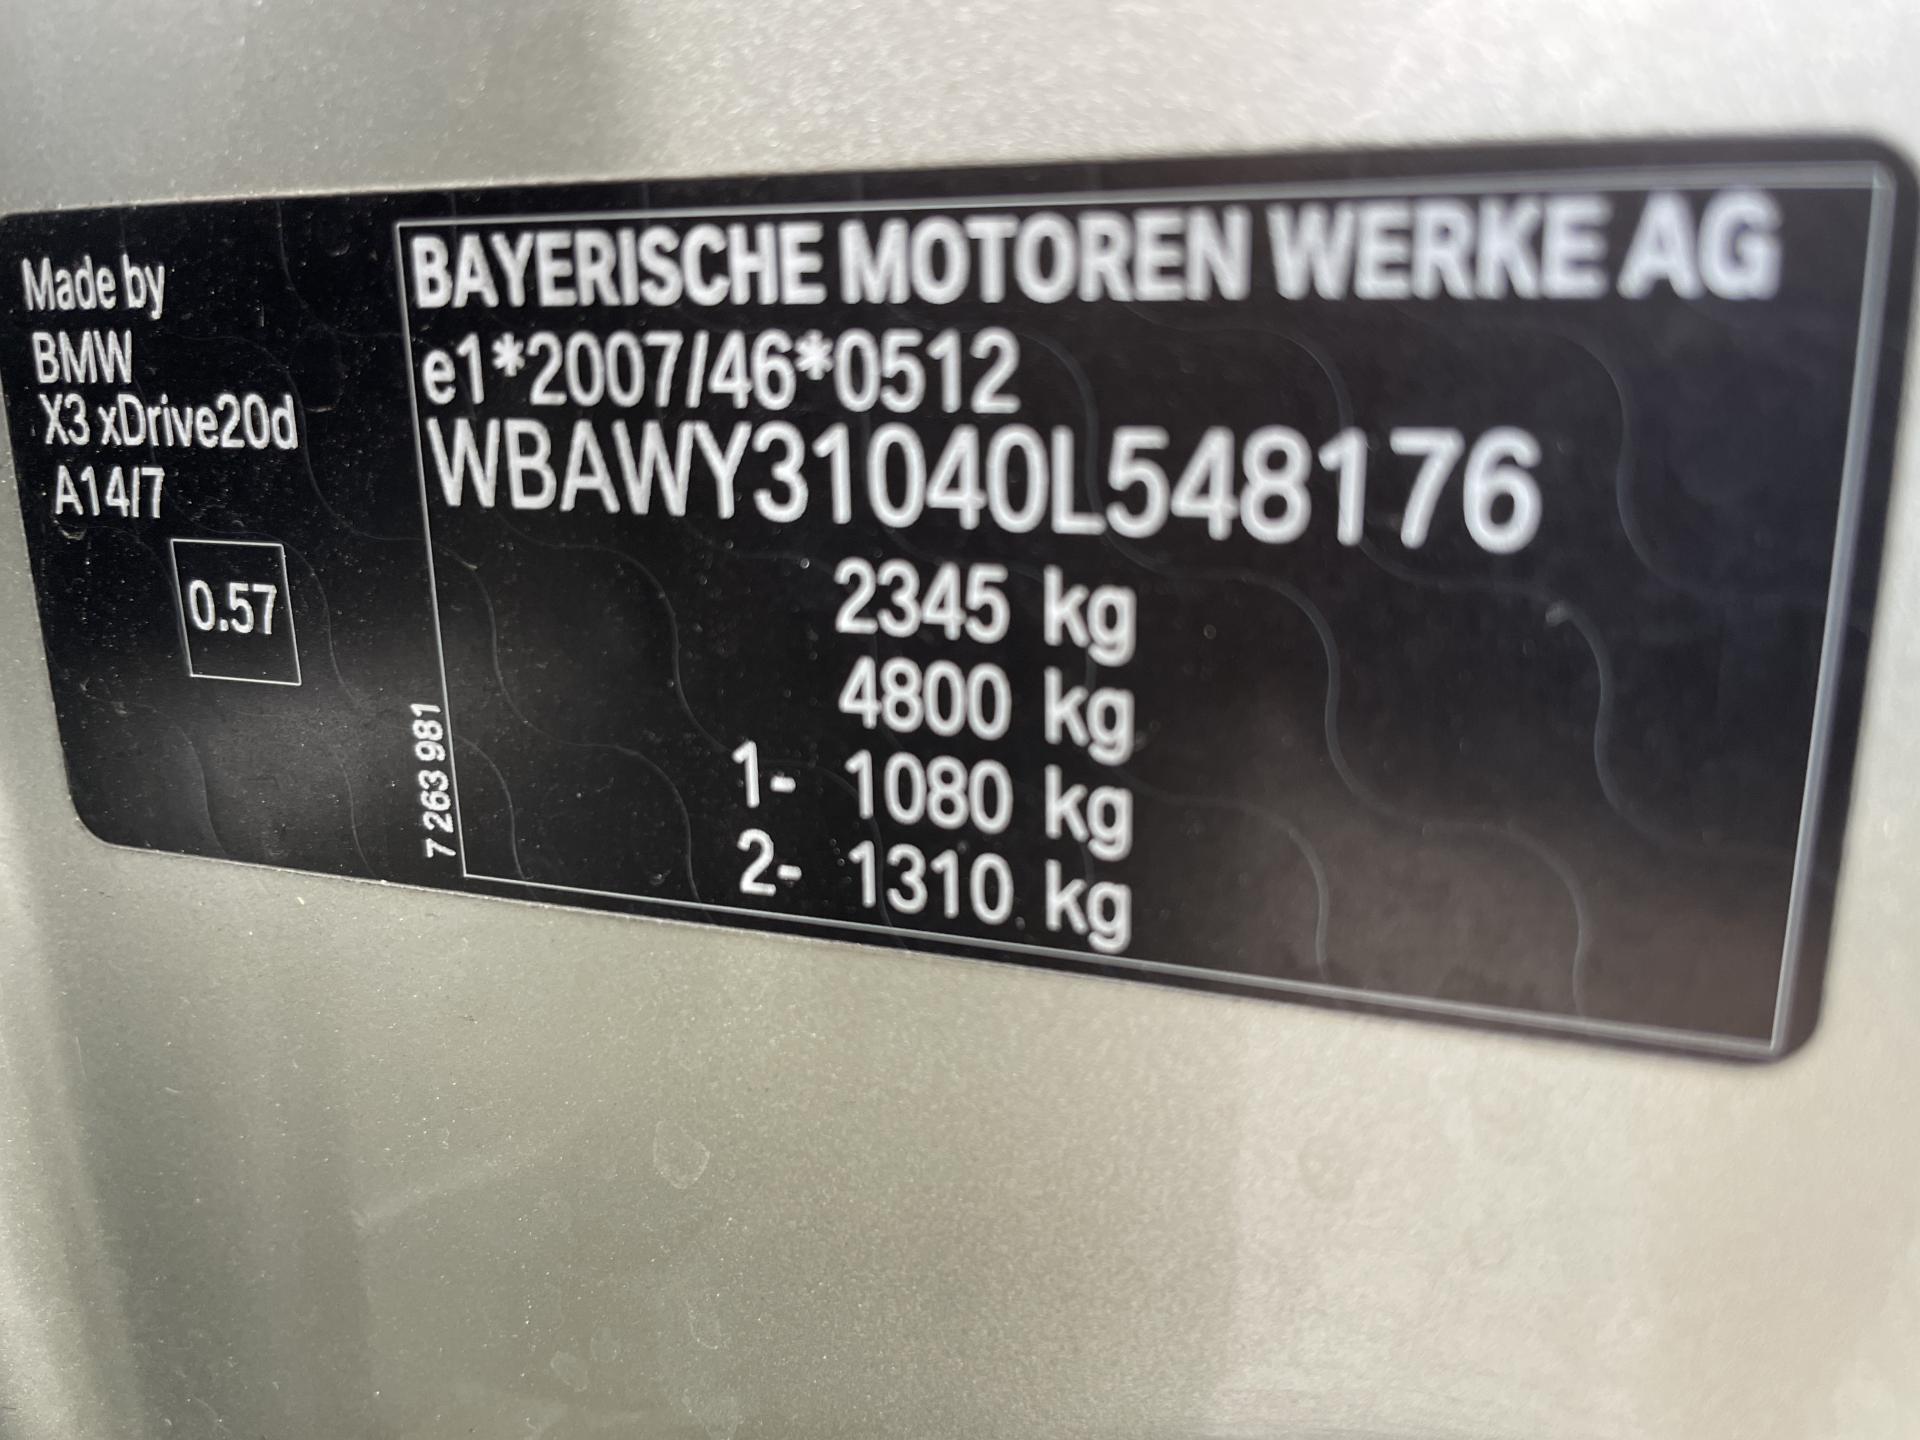 Made by
BMW
X3 xDrive20d
A14/7
0.57
7 263 981
BAYERISCHE MOTOREN WERKE AG
e1*2007/46*0512
WBAWY31040L548176
2345 kg
4800 kg
1- 1080 kg
2- 1310 kg